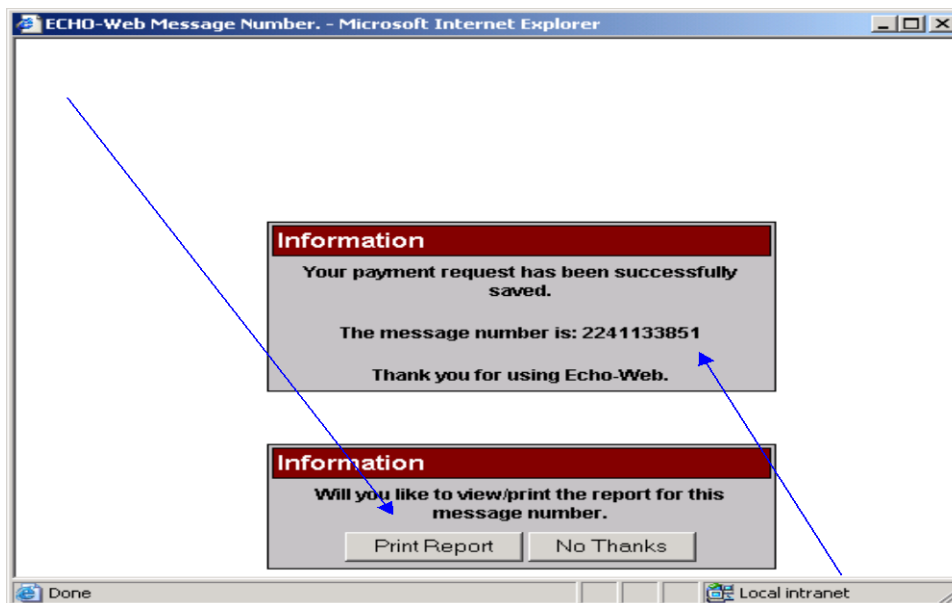 ECHO-Web Message Number. - Microsoft Internet Explorer
Information
Your payment request has been successfully
saved.
The message number is: 2241133851
Thank you for using Echo-Web.
Information
Will you like to view/print the report for this
message number.
Print Report No Thanks
Done Local intranet